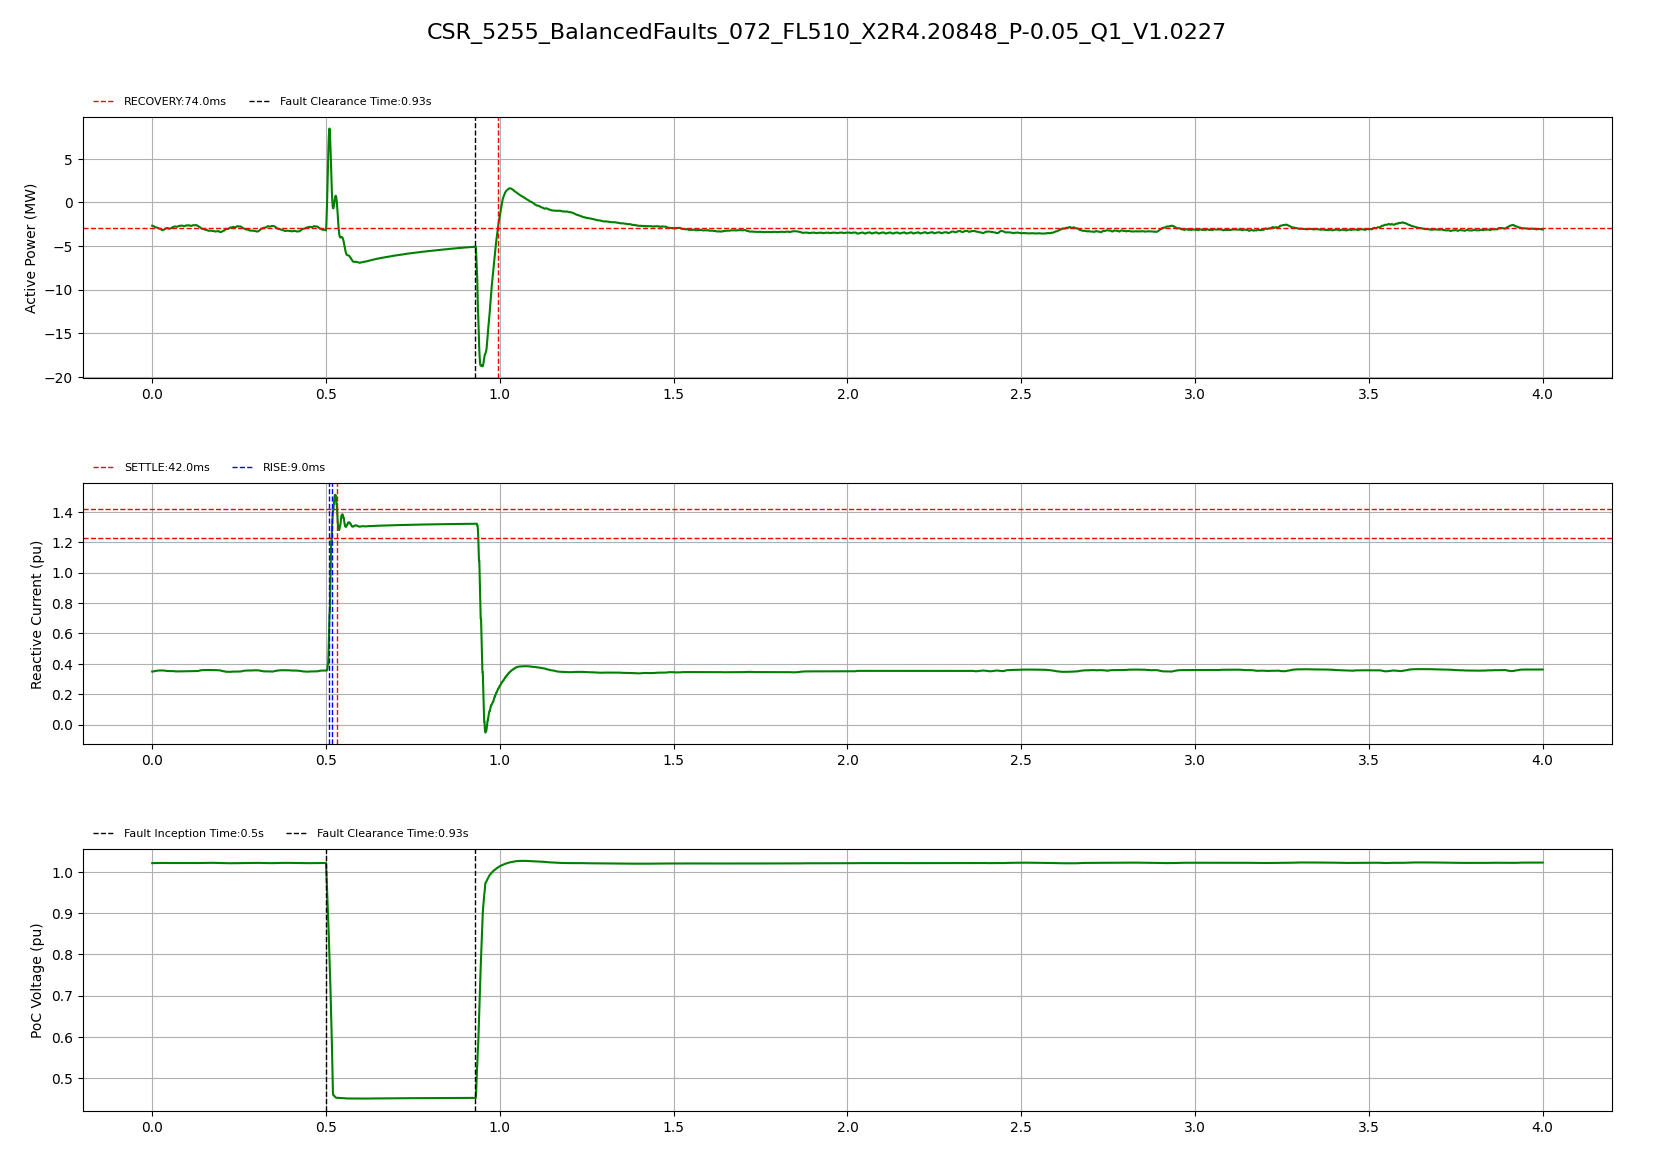 CSR_5255_BalancedFaults_072_FL510_X2R4.20848_P-0.05_Q1_V1.0227
RECOVERY:74.0ms Fault Clearance Time:0.93s
Active Power (MW)
5
0
−5
−10
−15
−20
0.0 0.5 1.0 1.5 2.0 2.5 3.0 3.5 4.0
SETTLE:42.0ms RISE:9.0ms
Reactive Current (pu)
1.4
1.2
1.0
0.8
0.6
0.4
0.2
0.0
0.0 0.5 1.0 1.5 2.0 2.5 3.0 3.5 4.0
Fault Inception Time:0.5s Fault Clearance Time:0.93s
PoC Voltage (pu)
1.0
0.9
0.8
0.7
0.6
0.5
0.0 0.5 1.0 1.5 2.0 2.5 3.0 3.5 4.0